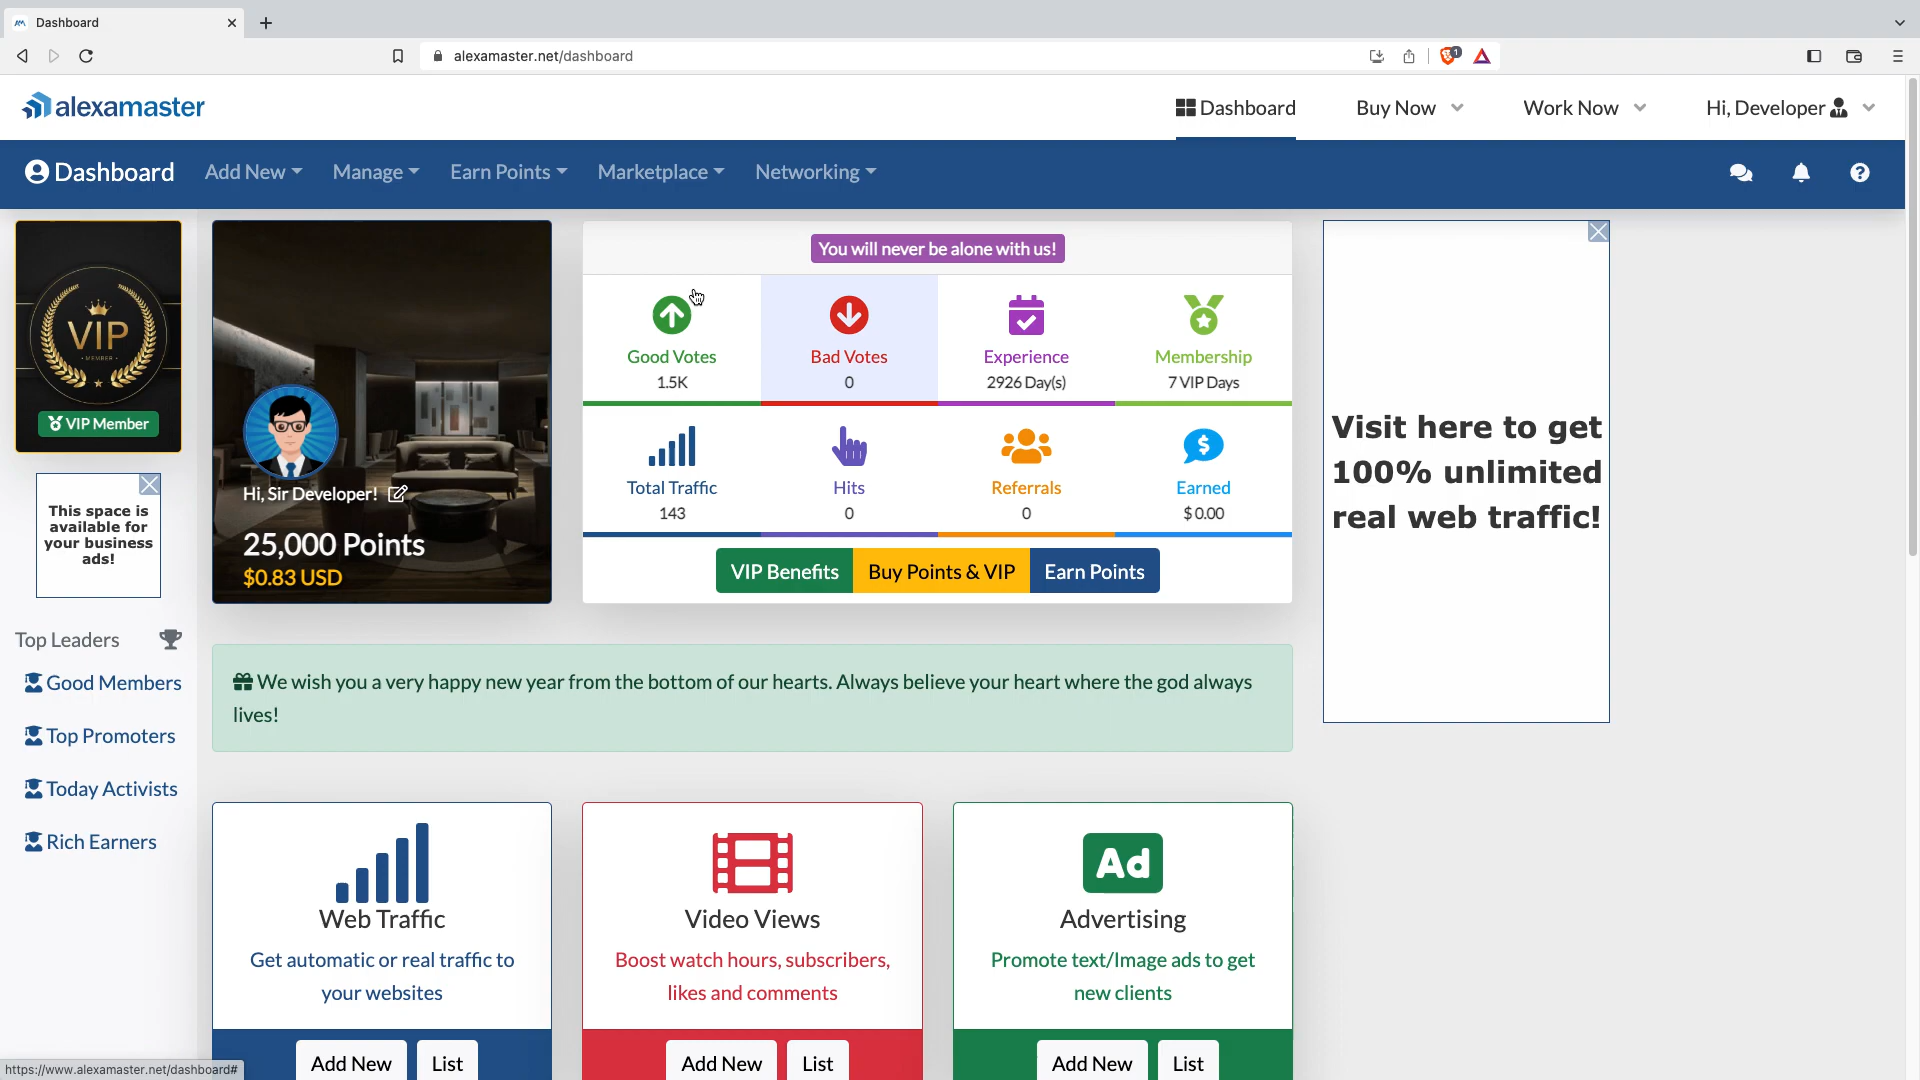 Dashboard
alexamaster.net/dashboard
1
alexamaster
Dashboard
Buy Now
Work Now
Hi, Developer
Dashboard
Add New
Manage
Earn Points
Marketplace
Networking
VIP
MEMBER
VIP Member
This space is
available for
your business
ads!
Top Leaders
Good Members
Top Promoters
Today Activists
Rich Earners
Hi, Sir Developer!
25,000 Points
$0.83 USD
You will never be alone with us!
Good Votes
1.5K
Bad Votes
0
Experience
2926 Day(s)
Membership
7 VIP Days
Total Traffic
143
Hits
0
Referrals
0
Earned
$ 0.00
VIP Benefits
Buy Points & VIP
Earn Points
Visit here to get
100% unlimited
real web traffic!
We wish you a very happy new year from the bottom of our hearts. Always believe your heart where the god always
lives!
Web Traffic
Get automatic or real traffic to
your websites
Add New
List
Video Views
Boost watch hours, subscribers,
likes and comments
Add New
List
Ad
Advertising
Promote text/Image ads to get
new clients
Add New
List
https://www.alexamaster.net/dashboard#